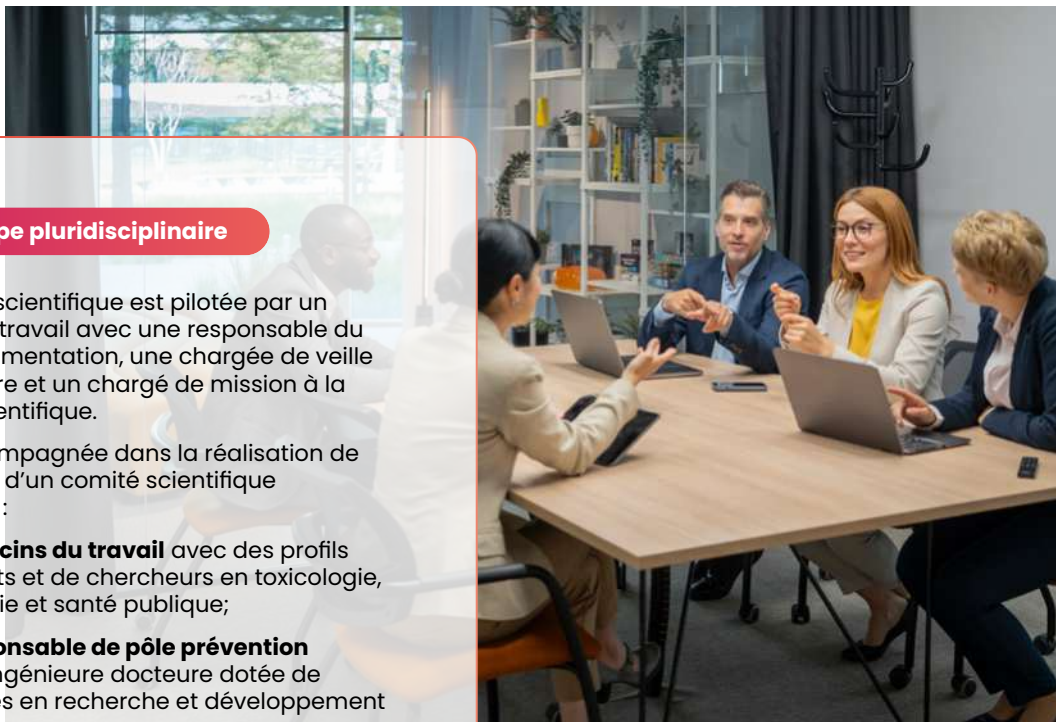 pe pluridisciplinaire
scientifique est pilotée par un
travail avec une responsable du
mentation, une chargée de veille
re et un chargé de mission à la
entifique.
mpagnée dans la réalisation de
d'un comité scientifique
:
cins du travail avec des profils
ts et de chercheurs en toxicologie,
ie et santé publique;
onsable de pôle prévention
ngénieure docteure dotée de
es en recherche et développement